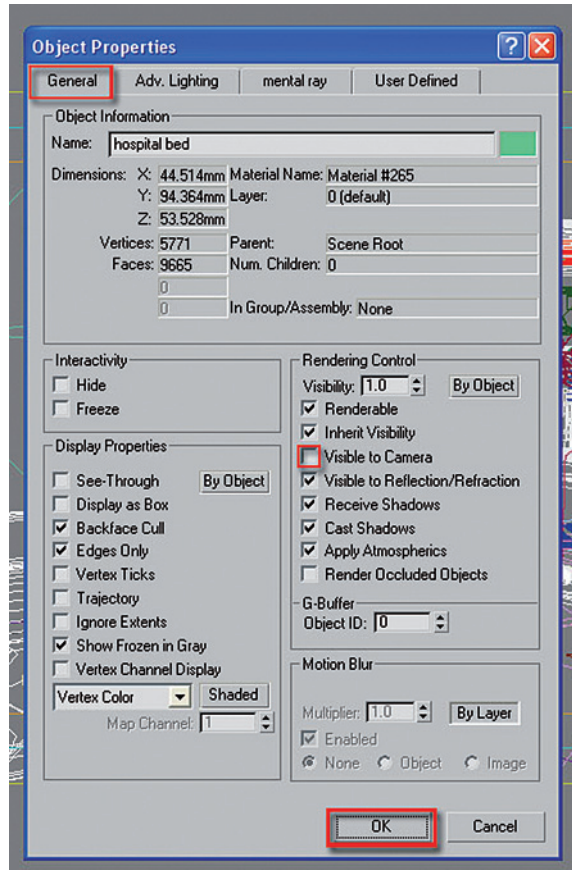 Object Properties
General Adv. Lighting mental ray User Defined
Object Information
Name: hospital bed
Dimensions: X: 44.514mm Material Name: Material #265
Y: 94.364mm Layer: 0 (default)
Z: 53.528mm
Vertices: 5771 Parent: Scene Root
Faces: 9665 Num. Children: 0
0
0 In Group/Assembly: None
Interactivity
Hide
Freeze
Display Properties
See-Through By Object
Display as Box
Backface Cull
Edges Only
Vertex Ticks
Trajectory
Ignore Extents
Show Frozen in Gray
Vertex Channel Display
Vertex Color Shaded
Map Channel: 1
Rendering Control
Visibility: 1.0 By Object
Renderable
Inherit Visibility
Visible to Camera
Visible to Reflection/Refraction
Receive Shadows
Cast Shadows
Apply Atmospherics
Render Occluded Objects
G-Buffer
Object ID: 0
Motion Blur
Multiplier: 1.0 By Layer
Enabled
None Object Image
OK Cancel